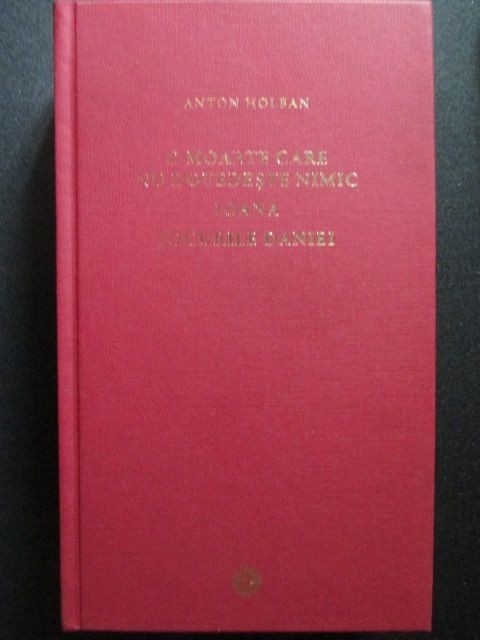 ANTON HOLBAN
O MOARTE CARE
NU DOVEDEȘTE NIMIC
IOANA
JOCURILE DANIEI